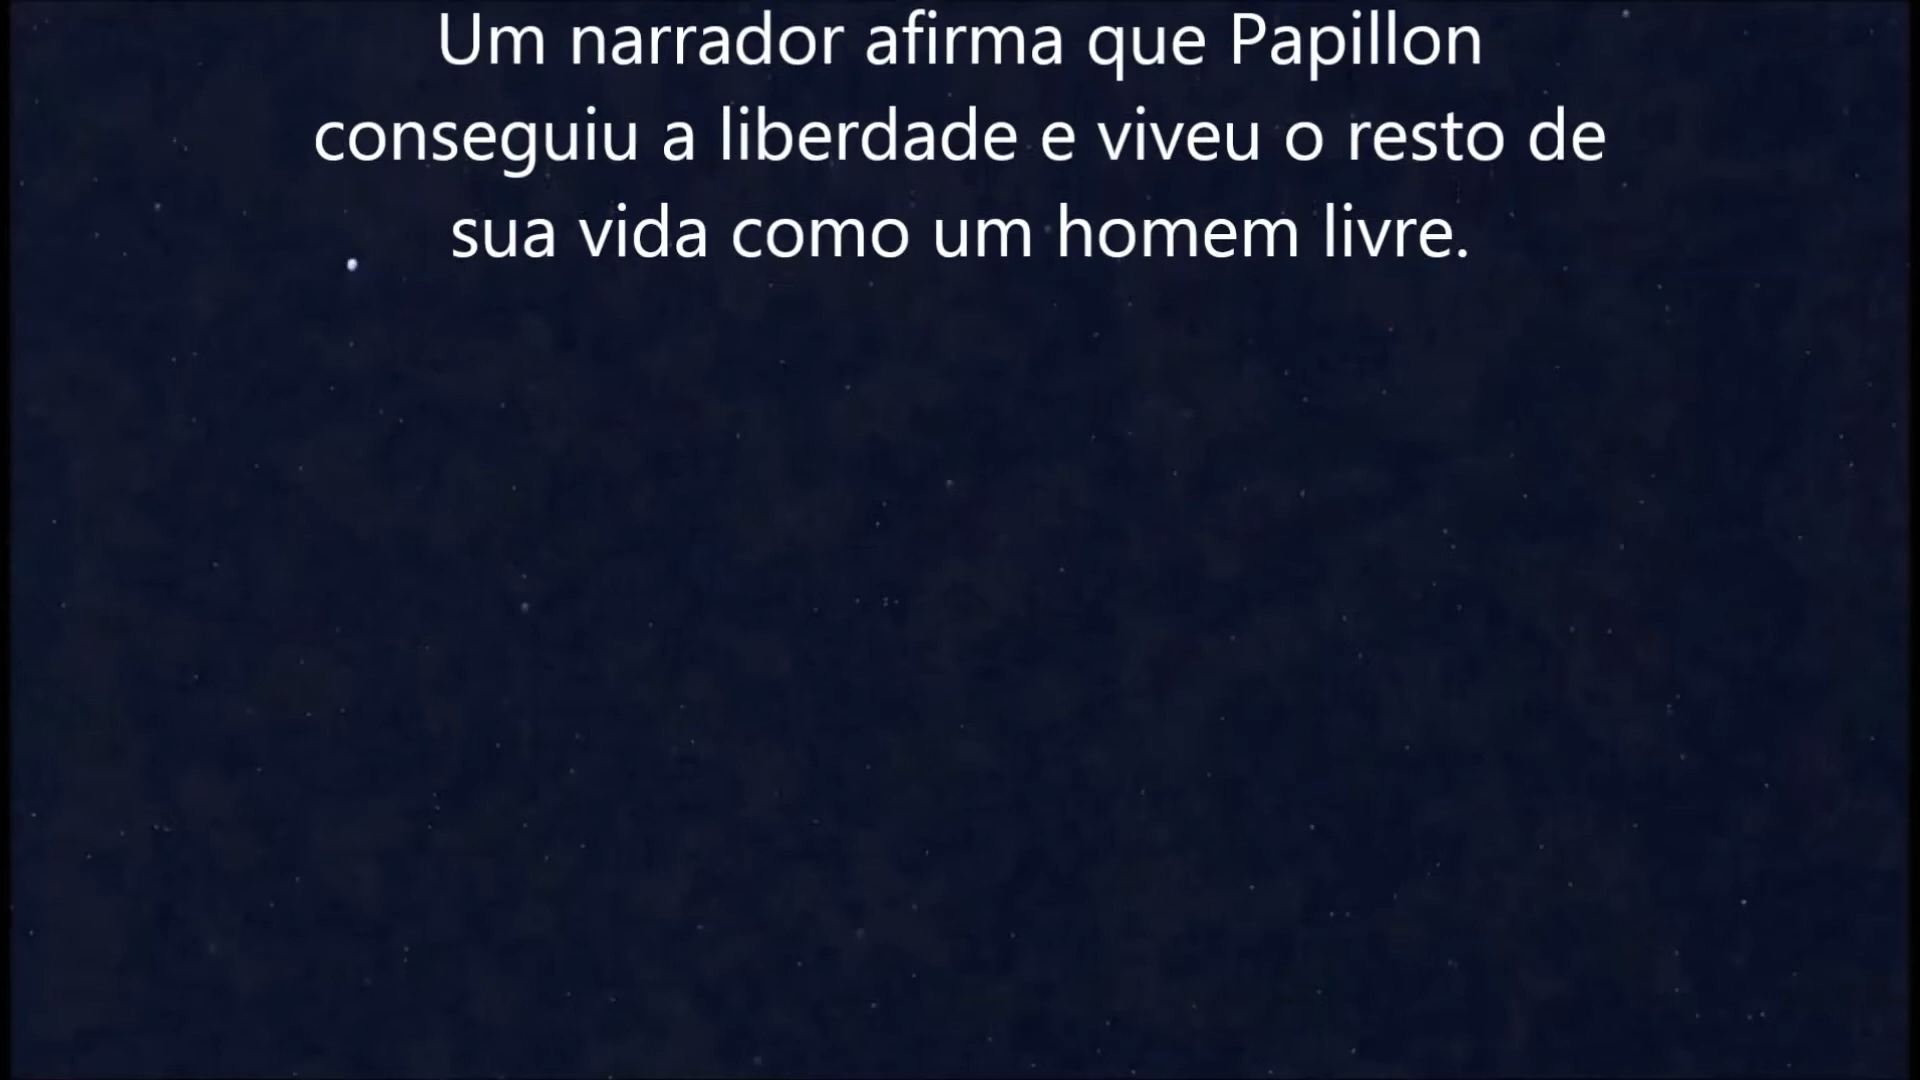 Um narrador afirma que Papillon
conseguiu a liberdade e viveu o resto de
sua vida como um homem livre.